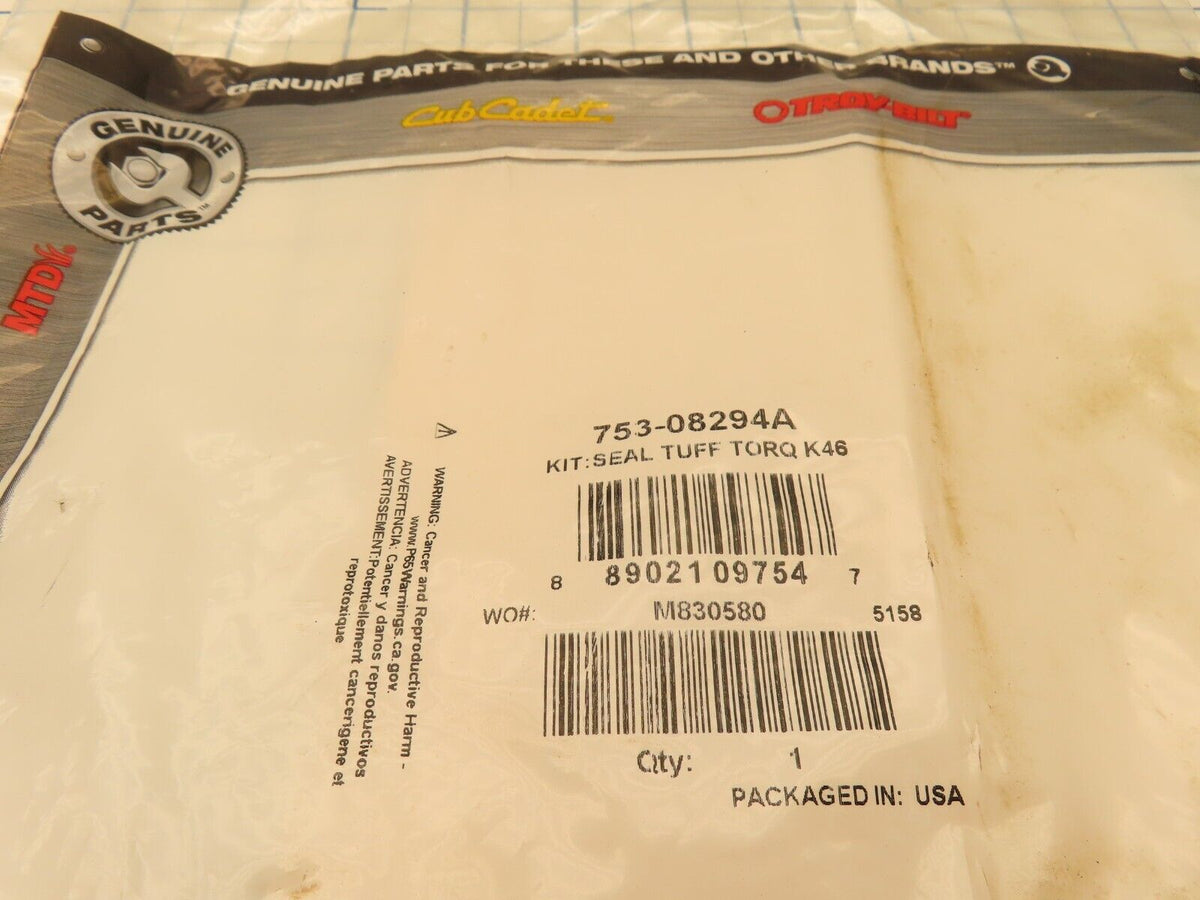 GENUINE PARTS FOR THESE AND OTHER BRANDS™
Cub Cadet®
TROY-BILT®
GENUINE
PARTS™
MTD®
753-08294A
KIT:SEAL TUFF TORQ K46
8 89021 09754 7
WO#: M830580 5158
Qty: 1
PACKAGED IN: USA
WARNING: Cancer and Reproductive Harm -
www.P65Warnings.ca.gov.
ADVERTENCIA: Cancer y danos reproductivos
AVERTISSEMENT:Potentiellement cancerigene et
reprotoxique